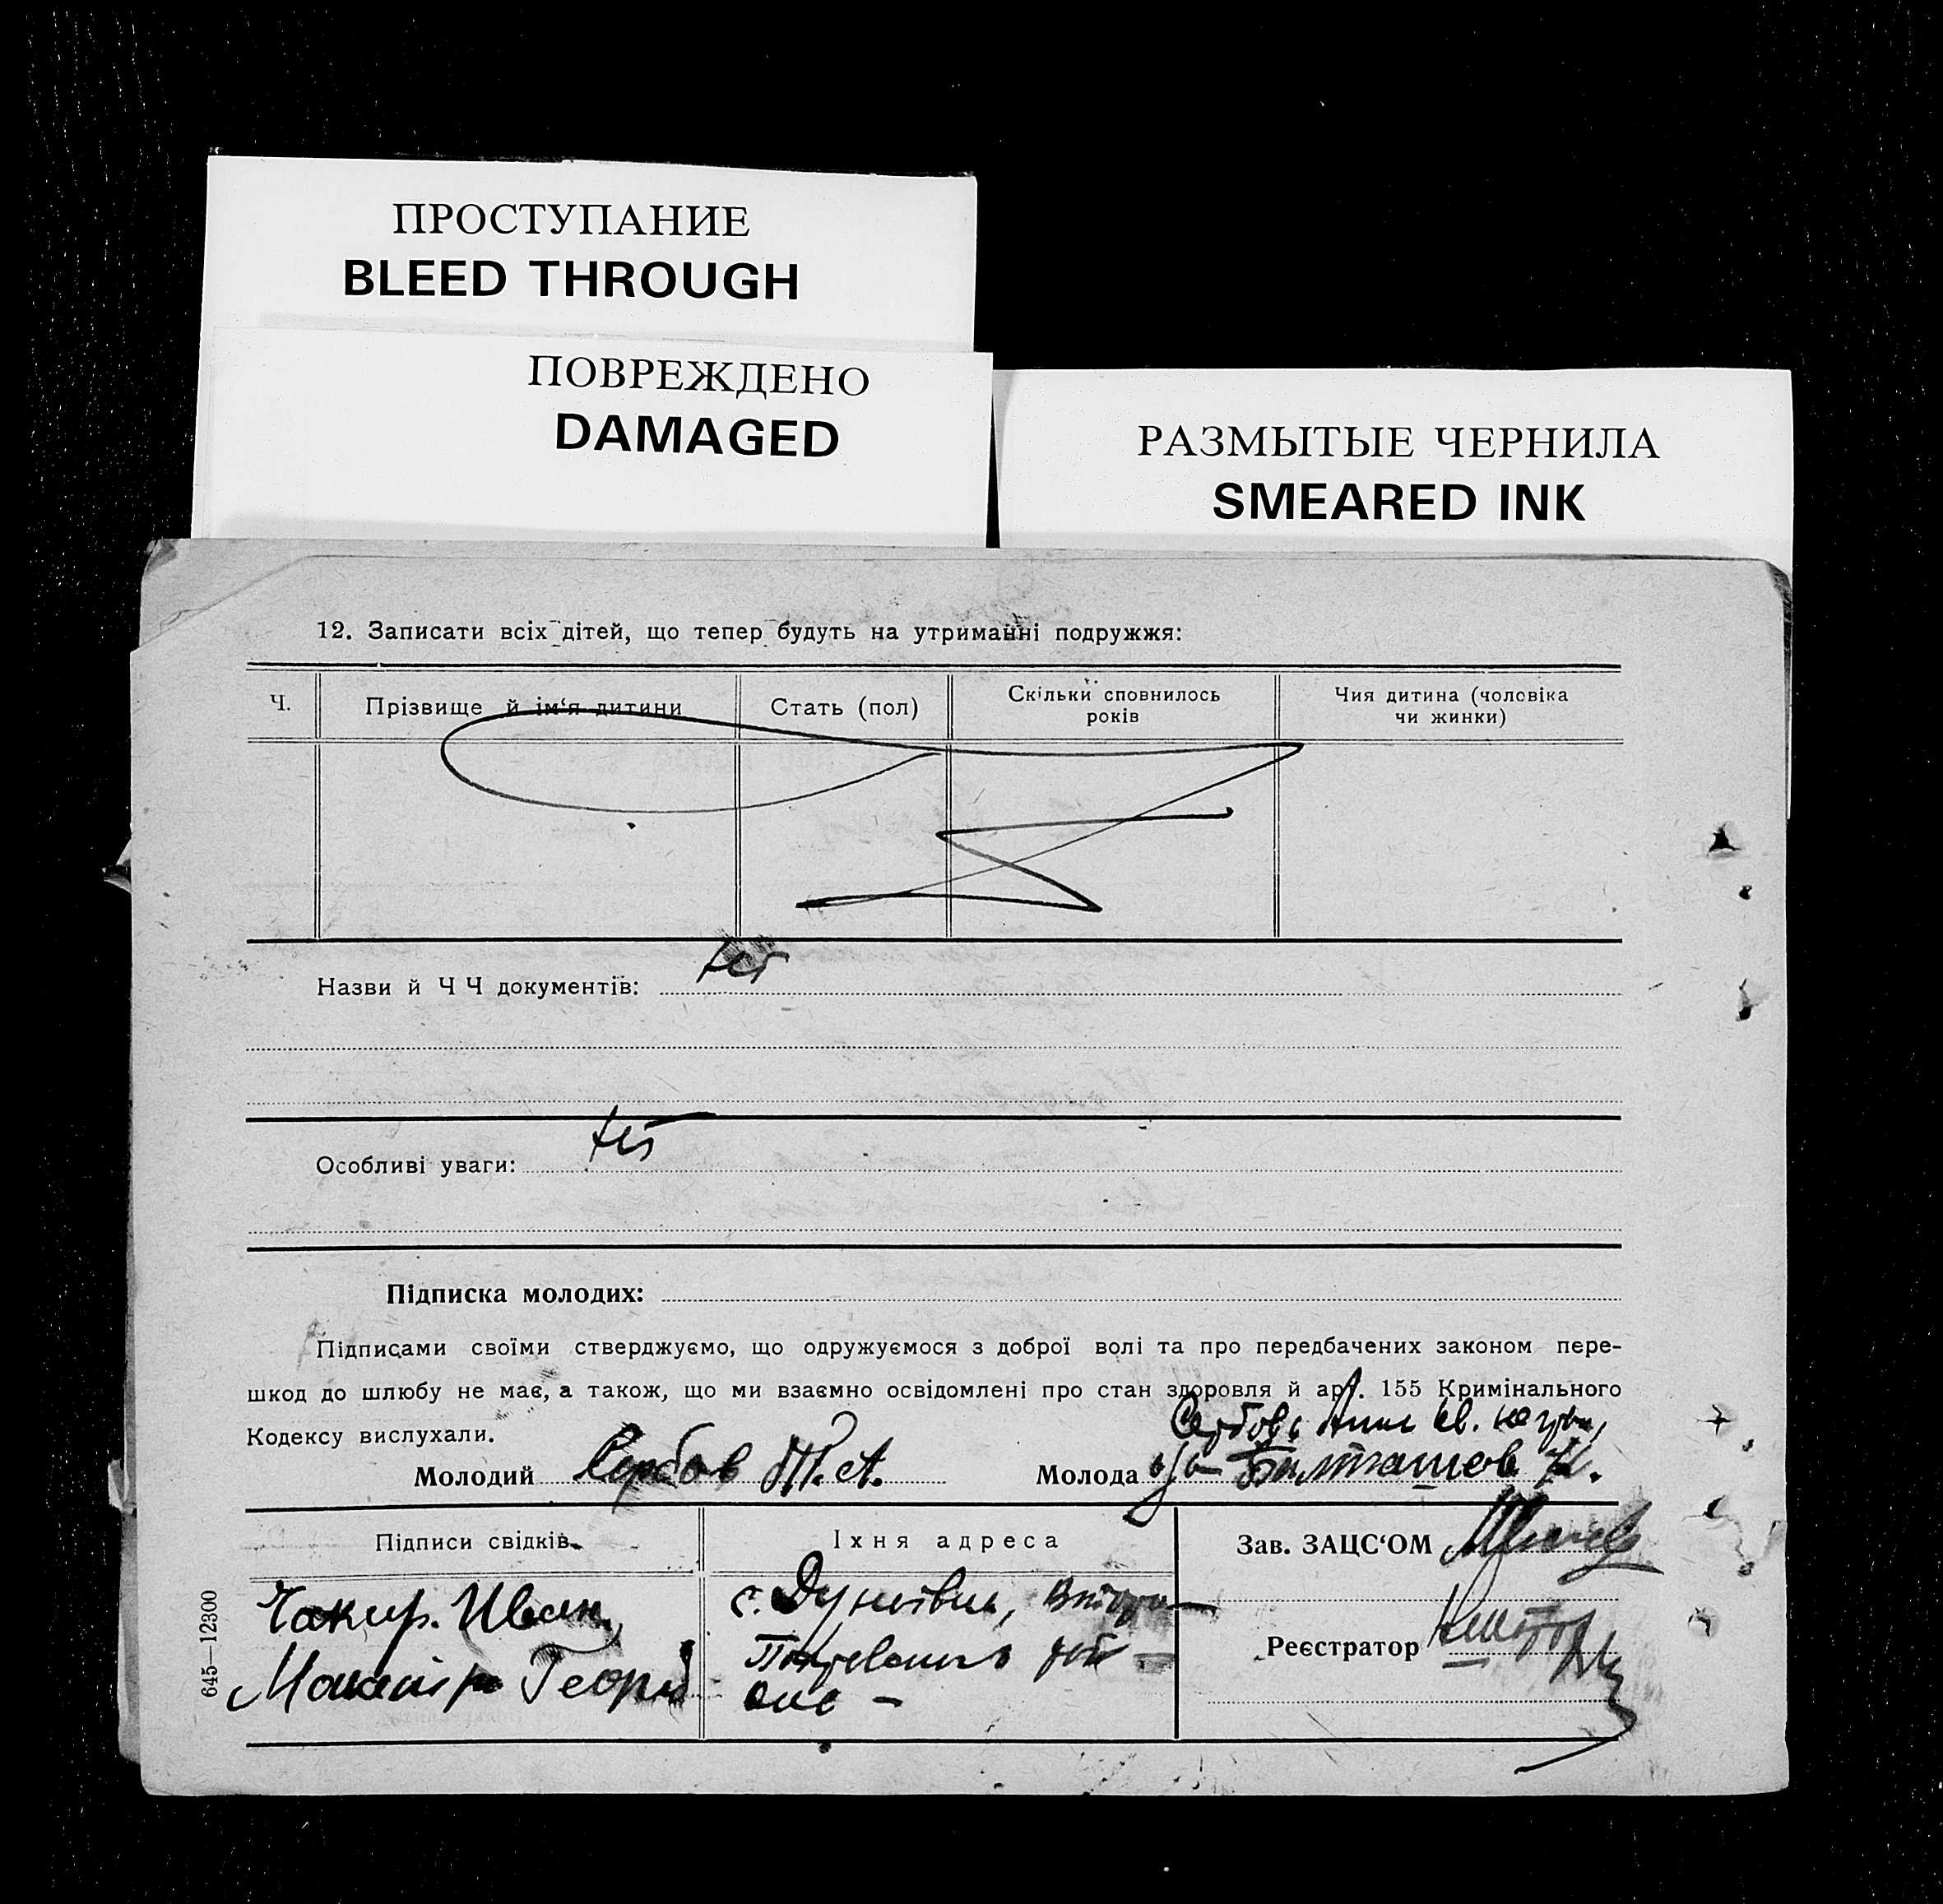 ПРОСТУПАНИЕ
BLEED THROUGH
ПОВРЕЖДЕНО
DAMAGED
РАЗМЫТЫЕ ЧЕРНИЛА
SMEARED INK
12. Записати всіх дітей, що тепер будуть на утриманні подружжя:
Ч.
Прізвище й ім'я дитини
Стать (пол)
Скільки сповнилось
років
Чия дитина (чоловіка
чи жинки)
Назви й Ч Ч документів:
Особливі уваги:
Підписка молодих:
Підписами своїми стверджуємо, що одружуємося з доброї волі та про передбачених законом пере-
шкод до шлюбу не має, а також, що ми взаємно освідомлені про стан здоровля й арт. 155 Кримінального
Кодексу вислухали.
Молодий Сербов
Молода
Підписи свідків
Їхня адреса
Зав. ЗАЦС'ОМ
Чакир. Иван
Георгій
с.
Реєстратор
645—12300